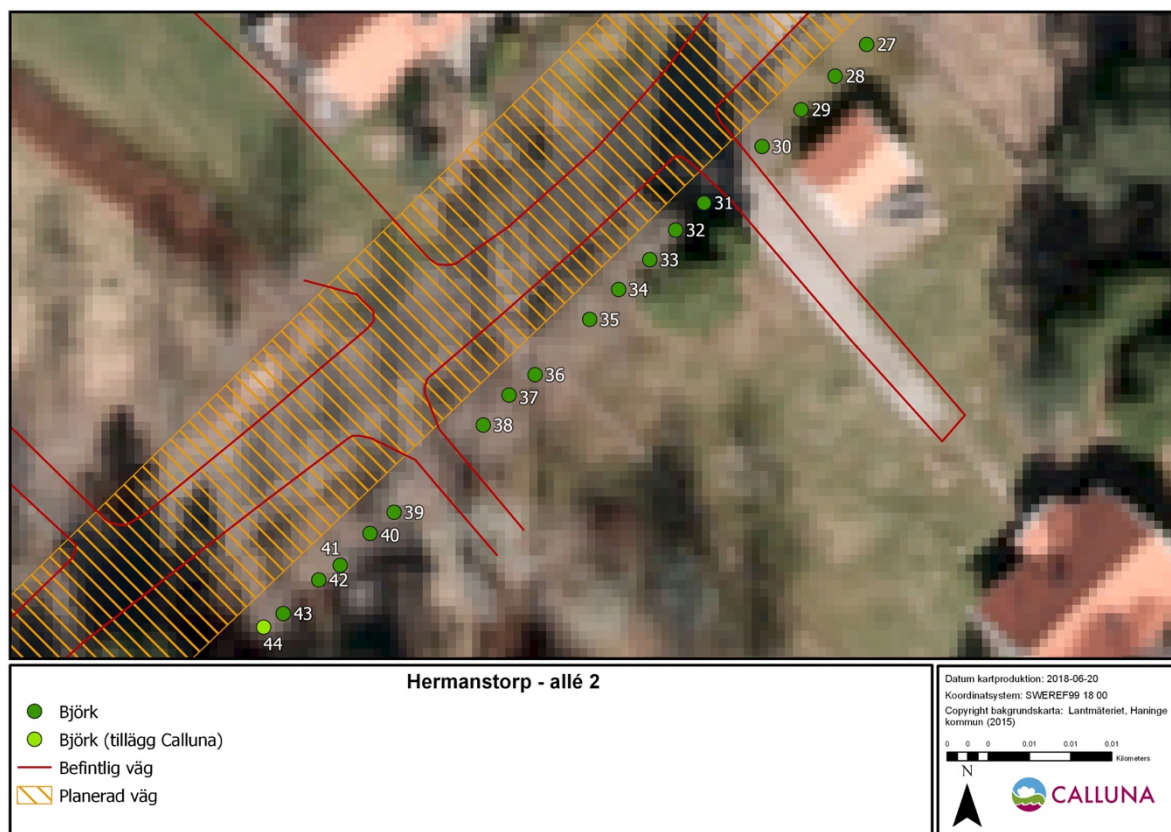 27
28
29
30
31
32
33
34
35
36
37
38
39
40
41
42
43
44
Hermanstorp - allé 2
Björk
Björk (tillägg Calluna)
Befintlig väg
Planerad väg
Datum kartproduktion: 2018-06-20
Koordinatsystem: SWEREF99 18 00
Copyright bakgrundskarta: Lantmäteriet, Haninge
kommun (2015)
0 0 0 0.01 0.01 0.01
Kilometers
N
CALLUNA